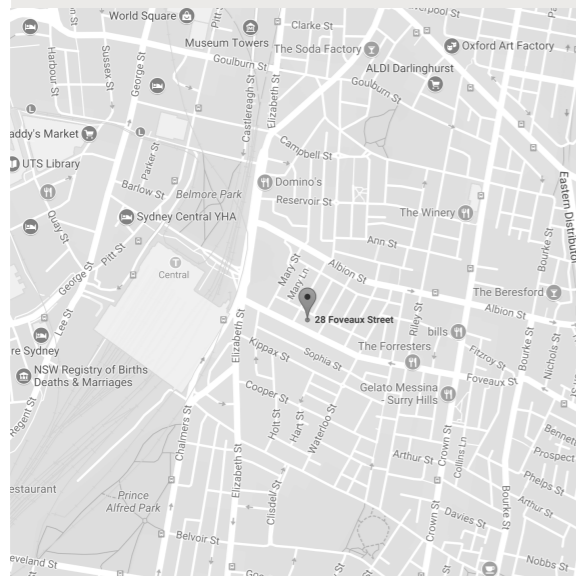 World Square
Pitt St
Clarke St
Museum Towers
The Soda Factory
Oxford Art Factory
Harbour St
Sussex St
George St
Goulburn St
Castlereagh St
Elizabeth St
ALDI Darlinghurst
Goulburn St
addy's Market
UTS Library
Parker St
Campbell St
Barlow St
Belmore Park
Domino's
Reservoir St
Eastern Distributor
Quay St
Sydney Central YHA
The Winery
Pitt St
Ann St
Bourke St
George St
Central
Mary St
Mary Ln
Albion St
The Beresford
Albion St
Lee St
28 Foveaux Street
Riley St
bills
re Sydney
Elizabeth St
Kippax St
Sophia St
The Forresters
Fitzroy St
Bourke St
Nichols St
NSW Registry of Births
Deaths & Marriages
Foveaux St
Gelato Messina
- Surry Hills
Cooper St
Regent St
Chalmers St
Holt St
Hart St
Waterloo St
Crown St
Collins Ln
Bennet
Arthur St
Prospect
Elizabeth St
Phelps St
estaurant
Prince
Alfred Park
Clisdell St
Crown St
Davies St
Bourke St
Arthur St
Belvoir St
eveland St
Nobbs St